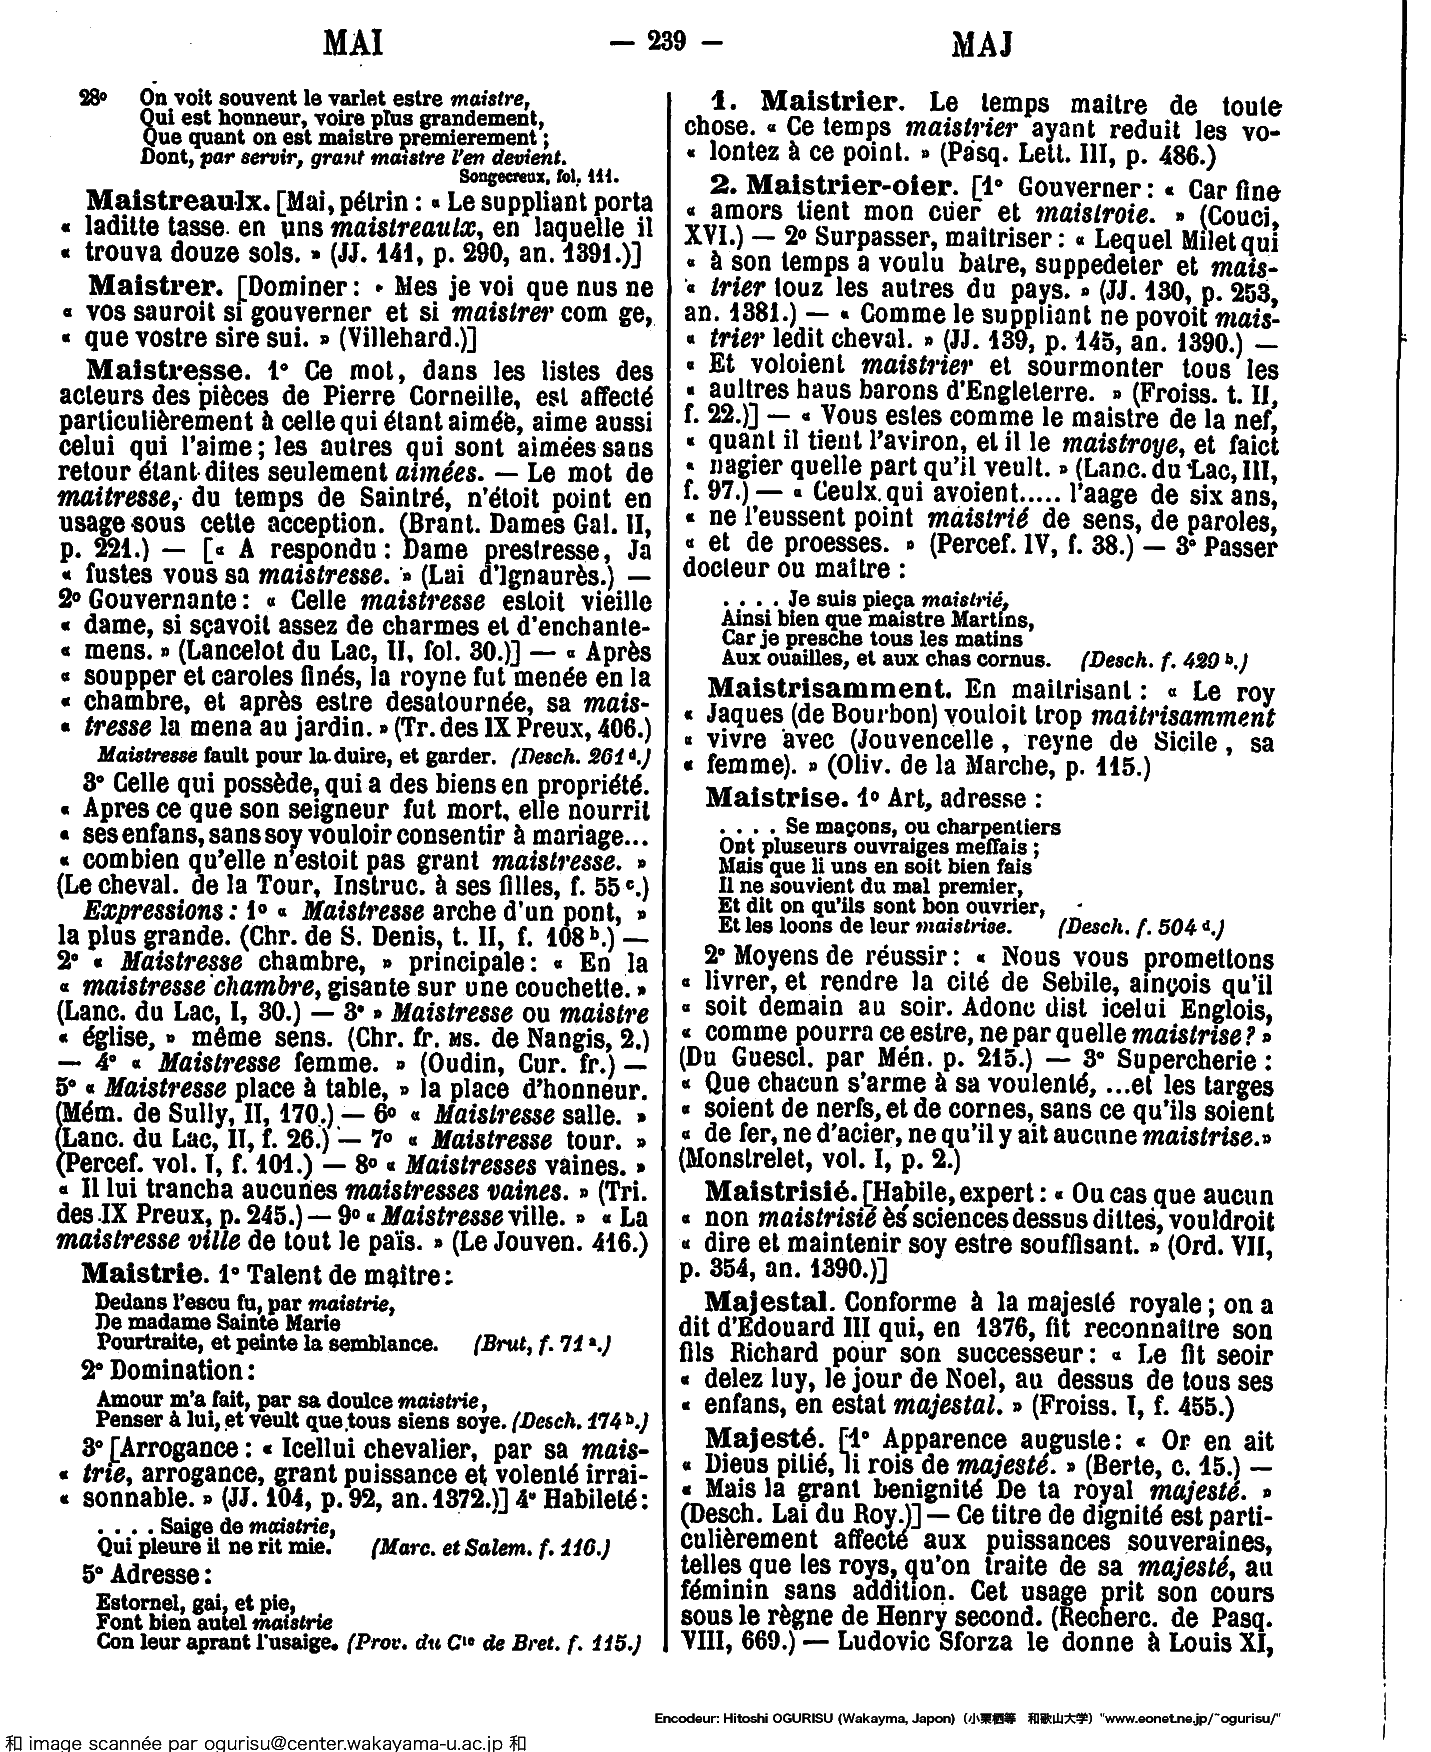 MAI
— 239 —
MAJ
28º On voit souvent le varlet estre maistre,
Qui est honneur, voire plus grandement,
Que quant on est maistre premierement ;
Dont, par servir, grant maistre l'en devient.
Songecreux, fol. 111.
Maistreaulx. [Mai, pétrin : « Le suppliant porta
« laditte tasse en uns maistreaulx, en laquelle il
« trouva douze sols. » (JJ. 141, p. 290, an. 1391.)]
Maistrer. [Dominer : « Mes je voi que nus ne
« vos sauroit si gouverner et si maistrer com ge,
« que vostre sire sui. » (Villehard.)]
Maistresse. 1º Ce mot, dans les listes des
acteurs des pièces de Pierre Corneille, est affecté
particulièrement à celle qui étant aimée, aime aussi
celui qui l'aime ; les autres qui sont aimées sans
retour étant dites seulement aimées. — Le mot de
maitresse, du temps de Saintré, n'étoit point en
usage sous cette acception. (Brant. Dames Gal. II,
p. 221.) — [« A respondu : Dame prestresse, Ja
« fustes vous sa maistresse. » (Lai d'Ignaurès.) —
2º Gouvernante : « Celle maistresse estoit vieille
« dame, si sçavoit assez de charmes et d'enchante-
« mens. » (Lancelot du Lac, II, fol. 30.)] — « Après
« soupper et caroles finés, la royne fut menée en la
« chambre, et après estre desatournée, sa mais-
« tresse la mena au jardin. » (Tr. des IX Preux, 406.)
Maistresse fault pour la duire, et garder. (Desch. 261 d.)
3º Celle qui possède, qui a des biens en propriété.
« Apres ce que son seigneur fut mort, elle nourrit
« ses enfans, sans soy vouloir consentir à mariage...
« combien qu'elle n'estoit pas grant maistresse. »
(Le cheval. de la Tour, Instruc. à ses filles, f. 55 c.)
Expressions : 1º « Maistresse arche d'un pont, »
la plus grande. (Chr. de S. Denis, t. II, f. 108 b.) —
2º « Maistresse chambre, » principale : « En la
« maistresse chambre, gisante sur une couchette. »
(Lanc. du Lac, I, 30.) — 3º » Maistresse ou maistre
« église, » même sens. (Chr. fr. ms. de Nangis, 2.)
— 4º « Maistresse femme. » (Oudin, Cur. fr.) —
5º « Maistresse place à table, » la place d'honneur.
(Mém. de Sully, II, 170.) — 6º « Maistresse salle. »
(Lanc. du Lac, II, f. 26.) — 7º « Maistresse tour. »
(Percef. vol. I, f. 101.) — 8º « Maistresses vaines. »
« Il lui trancha aucunes maistresses vaines. » (Tri.
des IX Preux, p. 245.) — 9º « Maistresse ville. » « La
maistresse ville de tout le païs. » (Le Jouven. 416.)
Maistrie. 1º Talent de maître :
Dedans l'escu fu, par maistrie,
De madame Sainte Marie
Pourtraite, et peinte la semblance. (Brut, f. 71 a.)
2º Domination :
Amour m'a fait, par sa doulce maistrie,
Penser à lui, et veult que tous siens soye. (Desch. 174 b.)
3º [Arrogance : « Icellui chevalier, par sa mais-
« trie, arrogance, grant puissance et volenté irrai-
« sonnable. » (JJ. 104, p. 92, an. 1372.)] 4º Habileté :
. . . . Saige de maistrie,
Qui pleure il ne rit mie. (Marc. et Salem. f. 116.)
5º Adresse :
Estornel, gai, et pie,
Font bien autel maistrie
Con leur aprant l'usaige. (Prov. du Cte de Bret. f. 115.)
1. Maistrier. Le temps maitre de toute
chose. « Ce temps maistrier ayant reduit les vo-
« lontez à ce point. » (Pasq. Lett. III, p. 486.)
2. Maistrier-oier. [1º Gouverner : « Car fine
« amors tient mon cuer et maistroie. » (Couci,
XVI.) — 2º Surpasser, maîtriser : « Lequel Milet qui
« à son temps a voulu batre, suppedeter et mais-
« trier touz les autres du pays. » (JJ. 130, p. 253,
an. 1381.) — « Comme le suppliant ne povoit mais-
« trier ledit cheval. » (JJ. 139, p. 145, an. 1390.) —
« Et voloient maistrier et sourmonter tous les
« aultres haus barons d'Engleterre. » (Froiss. t. II,
f. 22.)] — « Vous estes comme le maistre de la nef,
« quant il tient l'aviron, et il le maistroye, et faict
« nagier quelle part qu'il veult. » (Lanc. du Lac, III,
f. 97.) — « Ceulx qui avoient..... l'aage de six ans,
« ne l'eussent point maistrié de sens, de paroles,
« et de proesses. » (Percef. IV, f. 38.) — 3º Passer
docteur ou maître :
. . . . Je suis pieça maistrié,
Ainsi bien que maistre Martins,
Car je presche tous les matins
Aux ouailles, et aux chas cornus. (Desch. f. 420 b.)
Maistrisamment. En maitrisant : « Le roy
« Jaques (de Bourbon) vouloit trop maitrisamment
« vivre avec (Jouvencelle, reyne de Sicile, sa
« femme). » (Oliv. de la Marche, p. 115.)
Maistrise. 1º Art, adresse :
. . . . Se maçons, ou charpentiers
Ont pluseurs ouvraiges meffais ;
Mais que li uns en soit bien fais
Il ne souvient du mal premier,
Et dit on qu'ils sont bon ouvrier,
Et les loons de leur maistrise. (Desch. f. 504 d.)
2º Moyens de réussir : « Nous vous promettons
« livrer, et rendre la cité de Sebile, ainçois qu'il
« soit demain au soir. Adonc dist icelui Englois,
« comme pourra ce estre, ne par quelle maistrise ? »
(Du Guescl. par Mén. p. 215.) — 3º Supercherie :
« Que chacun s'arme à sa voulenté, ...et les targes
« soient de nerfs, et de cornes, sans ce qu'ils soient
« de fer, ne d'acier, ne qu'il y ait aucune maistrise. »
(Monstrelet, vol. I, p. 2.)
Maistrisié. [Habile, expert : « Ou cas que aucun
« non maistrisié ès sciences dessus dittes, vouldroit
« dire et maintenir soy estre souffisant. » (Ord. VII,
p. 354, an. 1390.)]
Majestal. Conforme à la majesté royale ; on a
dit d'Edouard III qui, en 1376, fit reconnaître son
fils Richard pour son successeur : « Le fit seoir
« delez luy, le jour de Noel, au dessus de tous ses
« enfans, en estat majestal. » (Froiss. I, f. 455.)
Majesté. [1º Apparence auguste : « Or en ait
« Dieus pitié, li rois de majesté. » (Berte, c. 15.) —
« Mais la grant benignité De ta royal majesté. »
(Desch. Lai du Roy.)] — Ce titre de dignité est parti-
culièrement affecté aux puissances souveraines,
telles que les roys, qu'on traite de sa majesté, au
féminin sans addition. Cet usage prit son cours
sous le règne de Henry second. (Recherc. de Pasq.
VIII, 669.) — Ludovic Sforza le donne à Louis XI,
Encodeur: Hitoshi OGURISU (Wakayma, Japon) (小栗栖等 和歌山大学) "www.eonet.ne.jp/~ogurisu/"
和 image scannée par ogurisu@center.wakayama-u.ac.jp 和